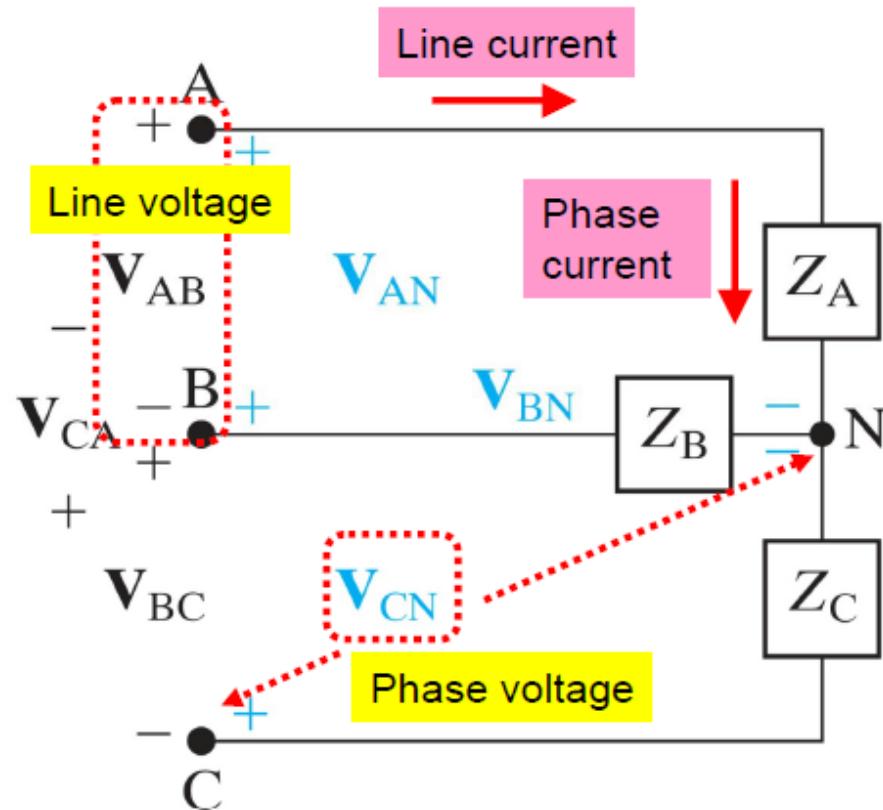 Line current
A
+
+
Line voltage
Phase
current
V_AB
V_AN
Z_A
−
B
−
+
V_BN
−
V_CA
Z_B
N
+
−
+
V_BC
V_CN
Z_C
Phase voltage
−
+
C